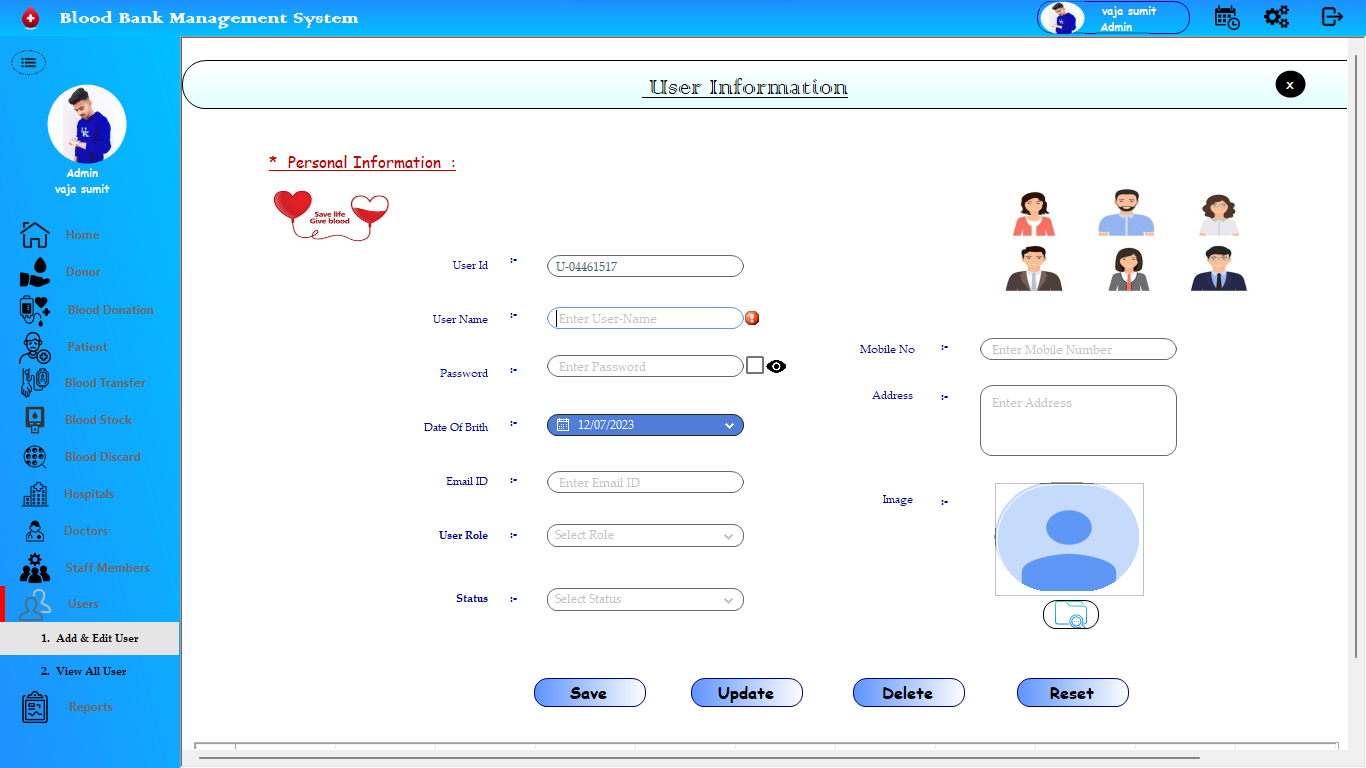 Blood Bank Management System
vaja sumit
Admin
Admin
vaja sumit
Home
Donor
Blood Donation
Patient
Blood Transfer
Blood Stock
Blood Discard
Hospitals
Doctors
Staff Members
Users
1. Add & Edit User
2. View All User
Reports
User Information
x
* Personal Information :
Save life
Give blood
User Id :- U-04461517
User Name :- Enter User-Name
Password :- Enter Password
Date Of Brith :- 12/07/2023
Email ID :- Enter Email ID
User Role :- Select Role
Status :- Select Status
Mobile No :- Enter Mobile Number
Address :- Enter Address
Image :-
Save Update Delete Reset